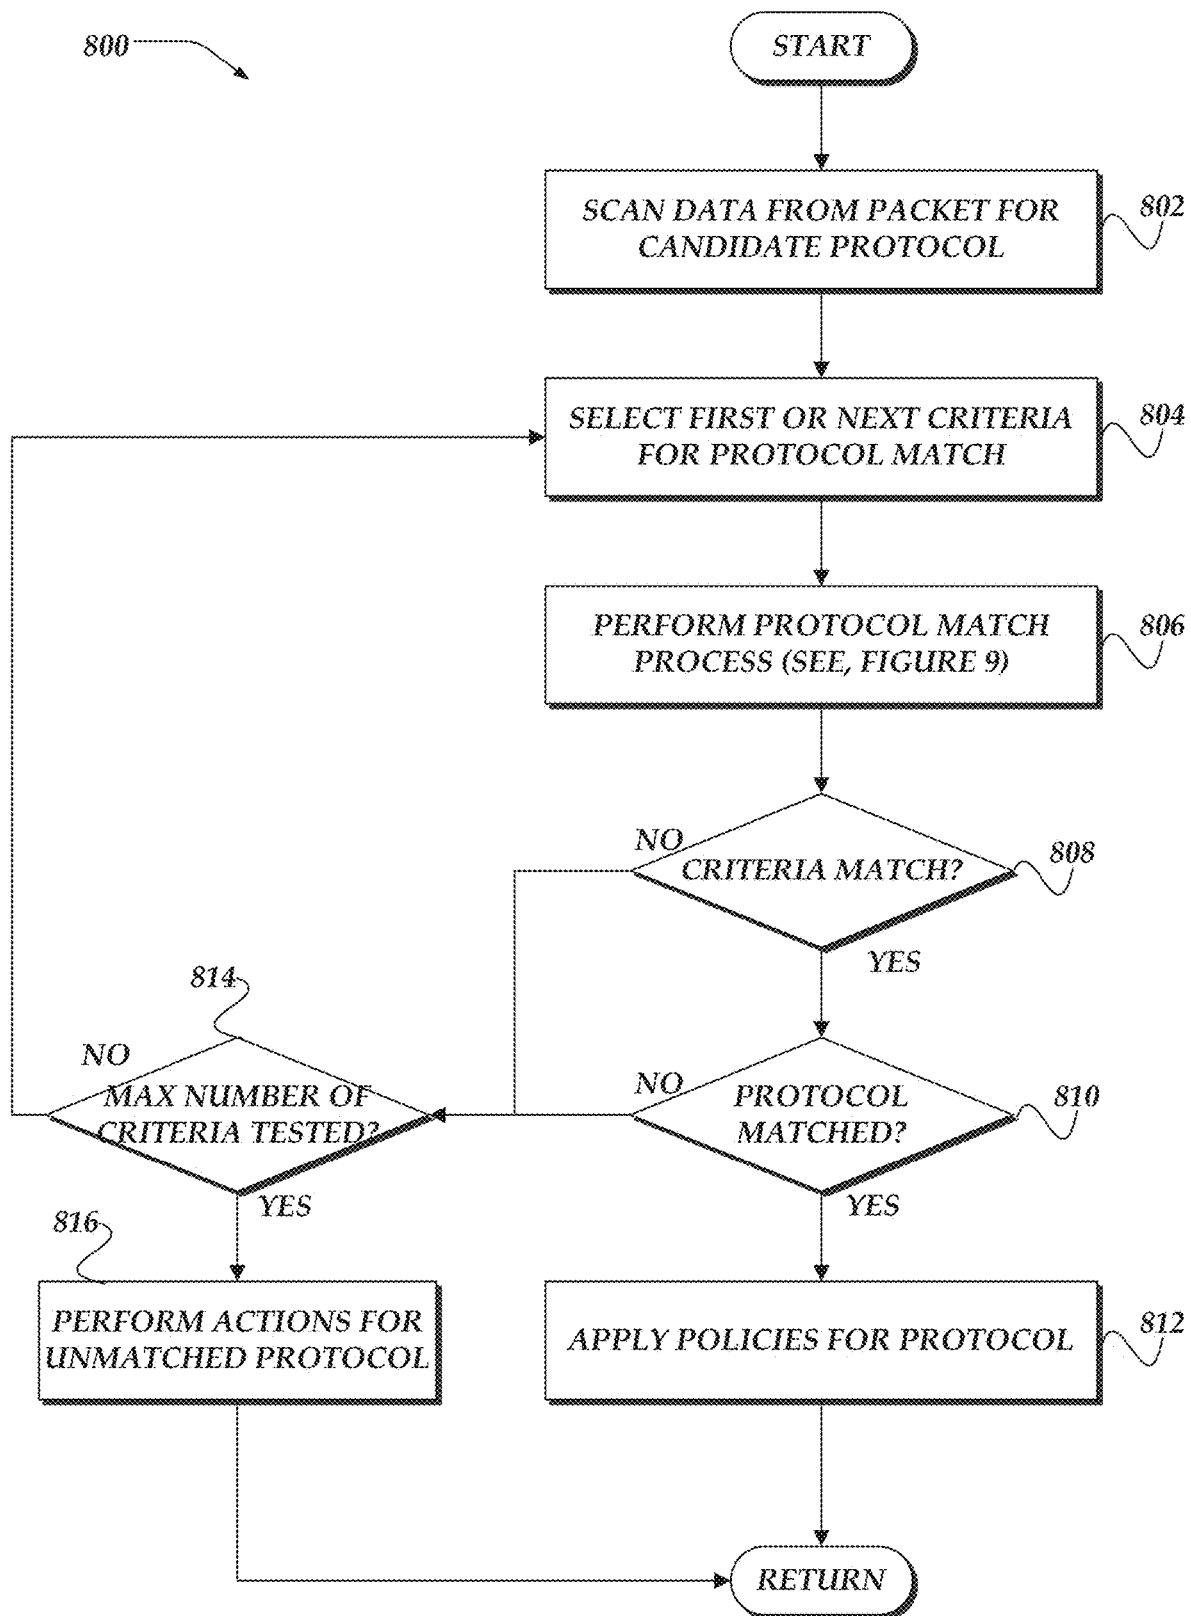 800
START
SCAN DATA FROM PACKET FOR
CANDIDATE PROTOCOL
802
SELECT FIRST OR NEXT CRITERIA
FOR PROTOCOL MATCH
804
PERFORM PROTOCOL MATCH
PROCESS (SEE, FIGURE 9)
806
NO
CRITERIA MATCH?
808
YES
814
NO
MAX NUMBER OF
CRITERIA TESTED?
YES
NO
PROTOCOL
MATCHED?
810
YES
816
PERFORM ACTIONS FOR
UNMATCHED PROTOCOL
APPLY POLICIES FOR PROTOCOL
812
RETURN